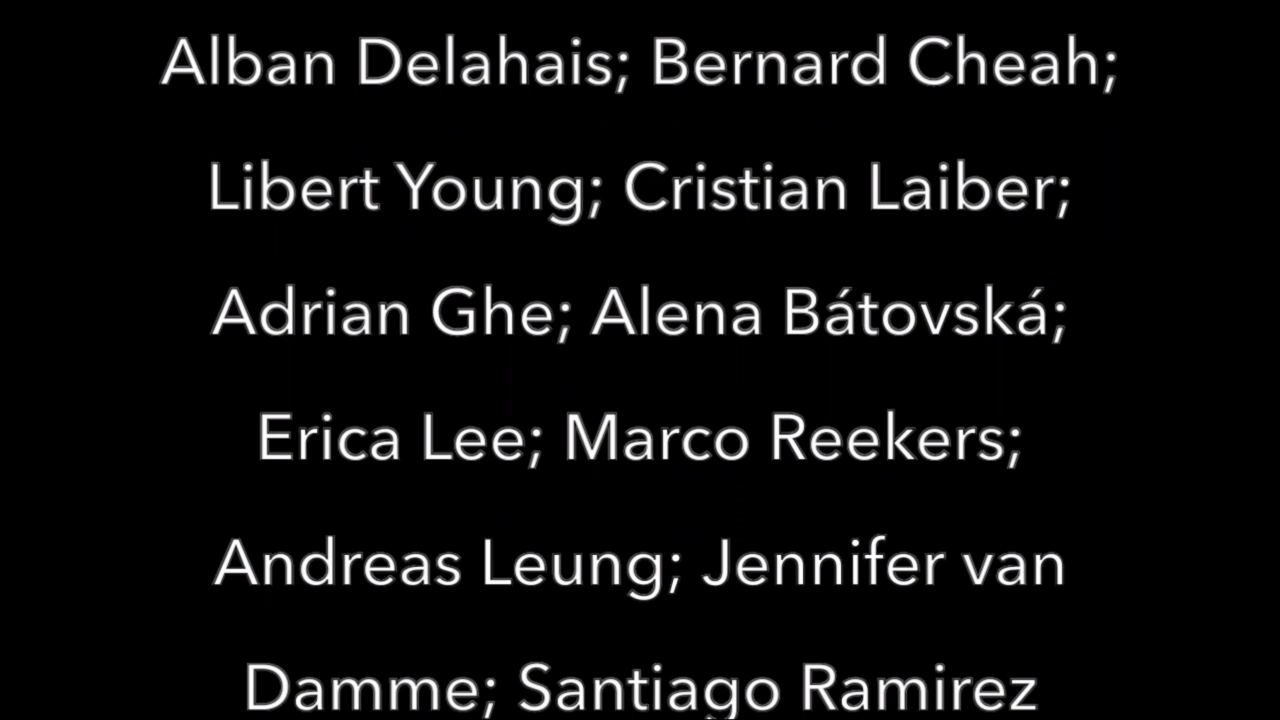 Alban Delahais; Bernard Cheah;
Libert Young; Cristian Laiber;
Adrian Ghe; Alena Bátovská;
Erica Lee; Marco Reekers;
Andreas Leung; Jennifer van
Damme; Santiago Ramirez